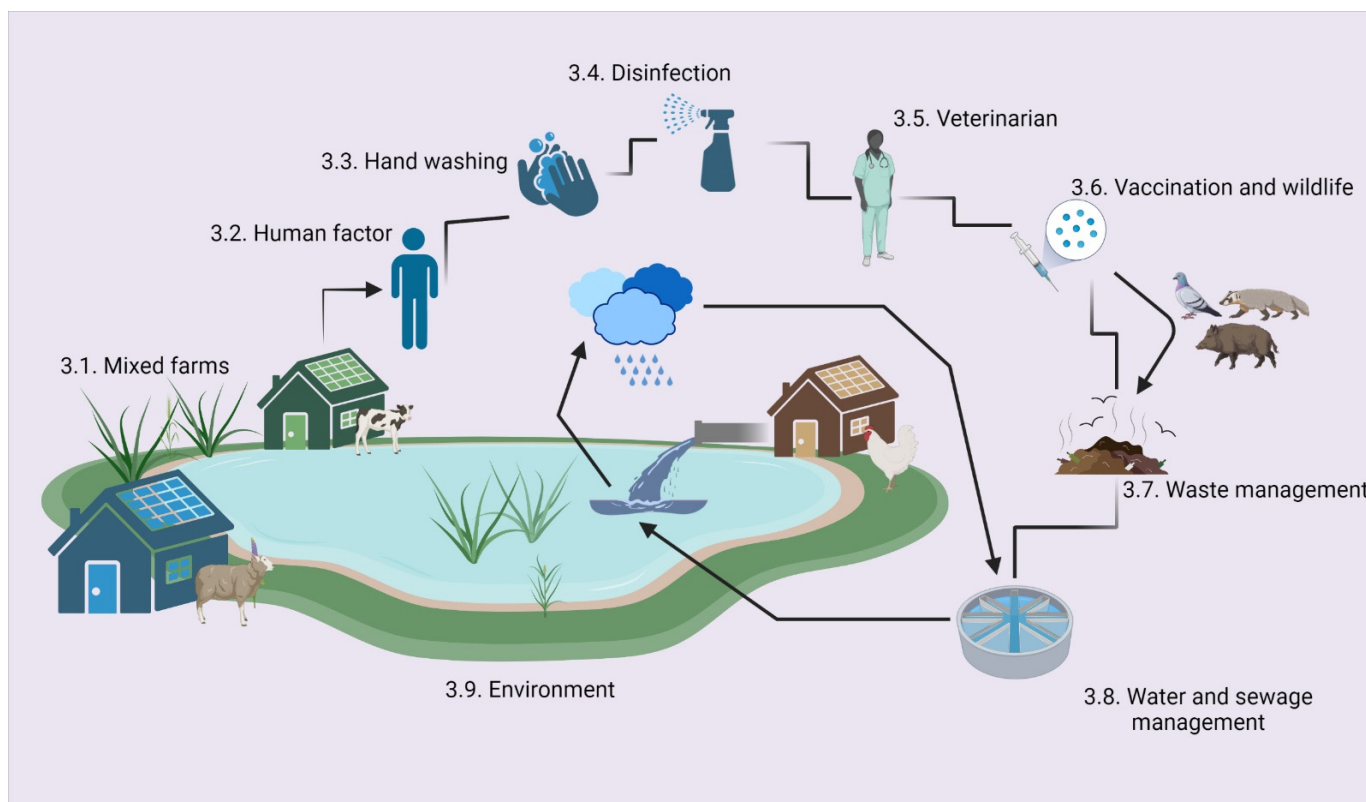 3.4. Disinfection
3.5. Veterinarian
3.3. Hand washing
3.6. Vaccination and wildlife
3.2. Human factor
3.1. Mixed farms
3.7. Waste management
3.9. Environment
3.8. Water and sewage
management